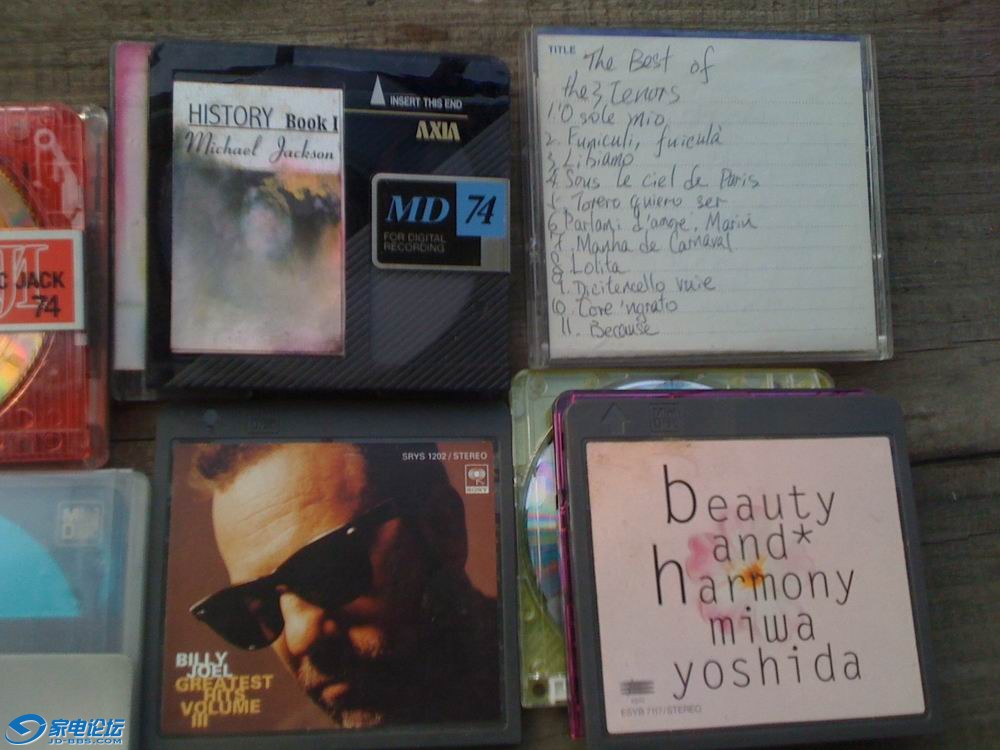 C JACK
74
HISTORY Book I
Michael Jackson
INSERT THIS END
AXIA
MD 74
FOR DIGITAL
RECORDING
TITLE
The Best of
the 3 Tenors
1. 'O sole mio
2. Funiculi, funiculà
3. Libiamo
4. Sous le ciel de Paris
5. Torero quiero ser
6. Parlami d'amore, Mariù
7. Manha de Carnaval
8. Lolita
9. Dicitencello vuie
10. Core 'ngrato
11. Because
SRYS 1202/STEREO
SONY
BILLY
JOEL
GREATEST
HITS
VOLUME
III
beauty
and*
harmony
miwa
yoshida
ESYB 7117/STEREO
家电论坛
JD-BBS.COM